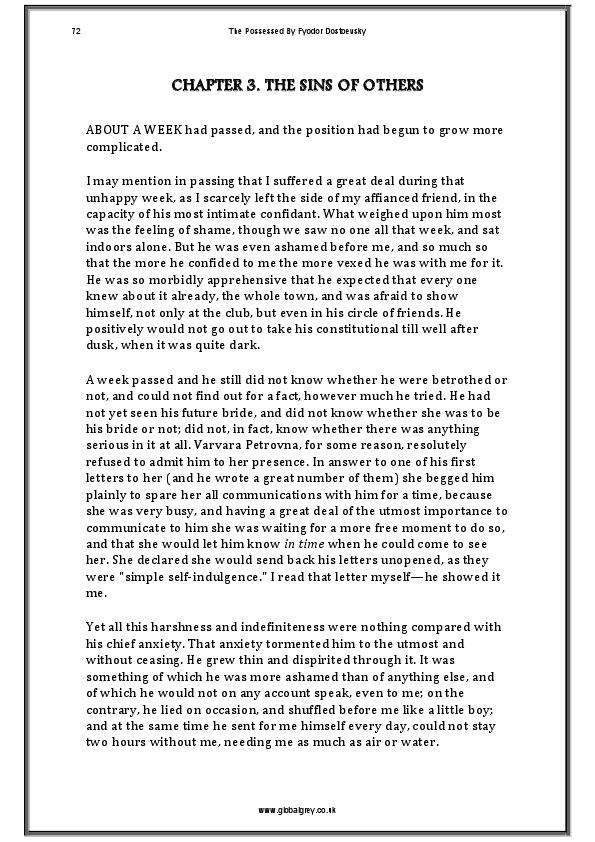 72
The Possessed By Fyodor Dostoevsky
CHAPTER 3. THE SINS OF OTHERS
ABOUT A WEEK had passed, and the position had begun to grow more
complicated.
I may mention in passing that I suffered a great deal during that
unhappy week, as I scarcely left the side of my affianced friend, in the
capacity of his most intimate confidant. What weighed upon him most
was the feeling of shame, though we saw no one all that week, and sat
indoors alone. But he was even ashamed before me, and so much so
that the more he confided to me the more vexed he was with me for it.
He was so morbidly apprehensive that he expected that every one
knew about it already, the whole town, and was afraid to show
himself, not only at the club, but even in his circle of friends. He
positively would not go out to take his constitutional till well after
dusk, when it was quite dark.
A week passed and he still did not know whether he were betrothed or
not, and could not find out for a fact, however much he tried. He had
not yet seen his future bride, and did not know whether she was to be
his bride or not; did not, in fact, know whether there was anything
serious in it at all. Varvara Petrovna, for some reason, resolutely
refused to admit him to her presence. In answer to one of his first
letters to her (and he wrote a great number of them) she begged him
plainly to spare her all communications with him for a time, because
she was very busy, and having a great deal of the utmost importance to
communicate to him she was waiting for a more free moment to do so,
and that she would let him know in time when he could come to see
her. She declared she would send back his letters unopened, as they
were "simple self-indulgence." I read that letter myself—he showed it
me.
Yet all this harshness and indefiniteness were nothing compared with
his chief anxiety. That anxiety tormented him to the utmost and
without ceasing. He grew thin and dispirited through it. It was
something of which he was more ashamed than of anything else, and
of which he would not on any account speak, even to me; on the
contrary, he lied on occasion, and shuffled before me like a little boy;
and at the same time he sent for me himself every day, could not stay
two hours without me, needing me as much as air or water.
www.globalgrey.co.uk